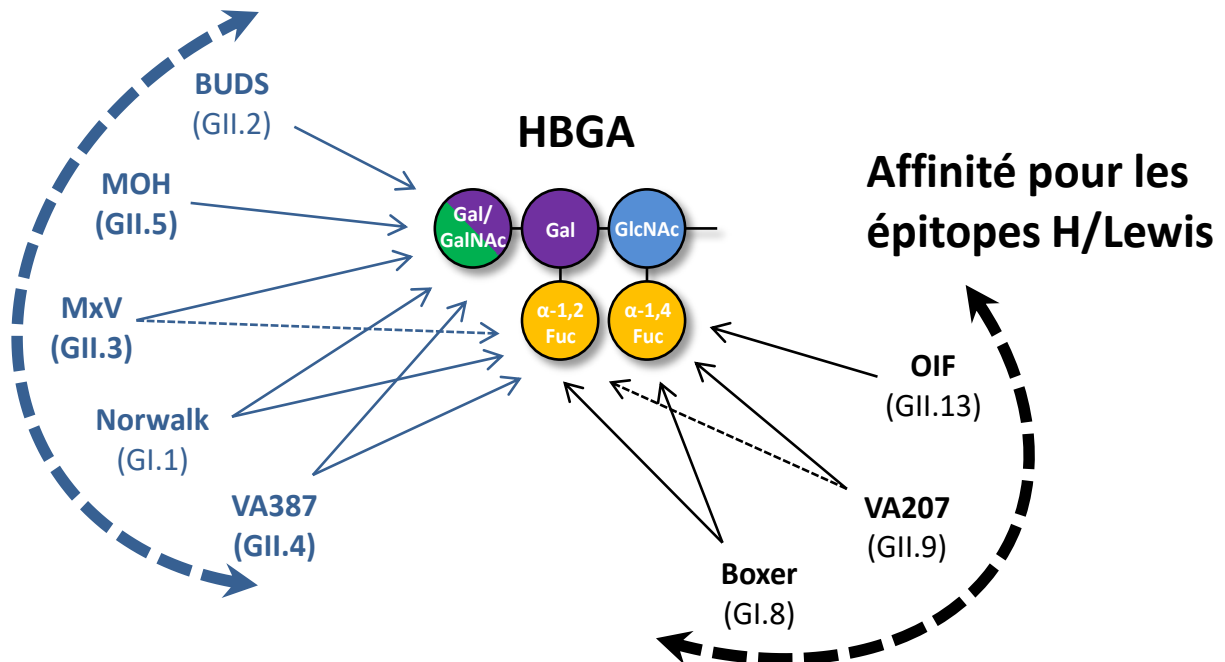 BUDS
(GII.2)
HBGA
MOH
(GII.5)
Affinité pour les
épitopes H/Lewis
Gal/
GalNAc
Gal
GlcNAc
MxV
(GII.3)
α-1,2
Fuc
α-1,4
Fuc
OIF
(GII.13)
Norwalk
(GI.1)
VA387
(GII.4)
VA207
(GII.9)
Boxer
(GI.8)